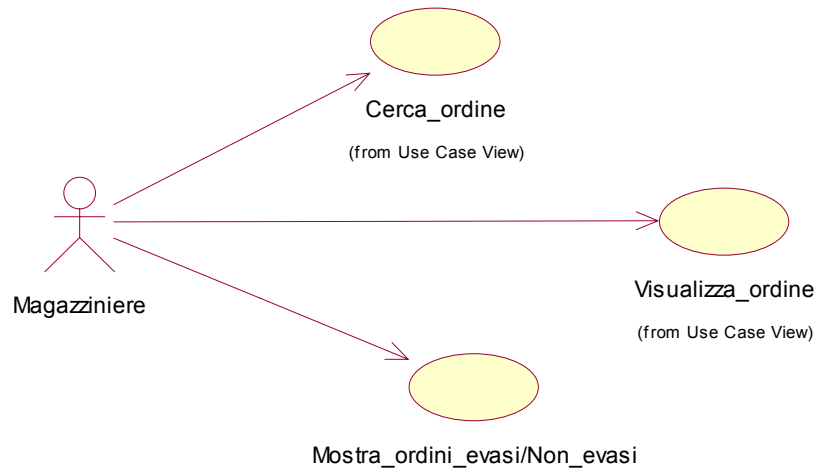 Cerca_ordine
(from Use Case View)
Magazziniere
Visualizza_ordine
(from Use Case View)
Mostra_ordini_evasi/Non_evasi